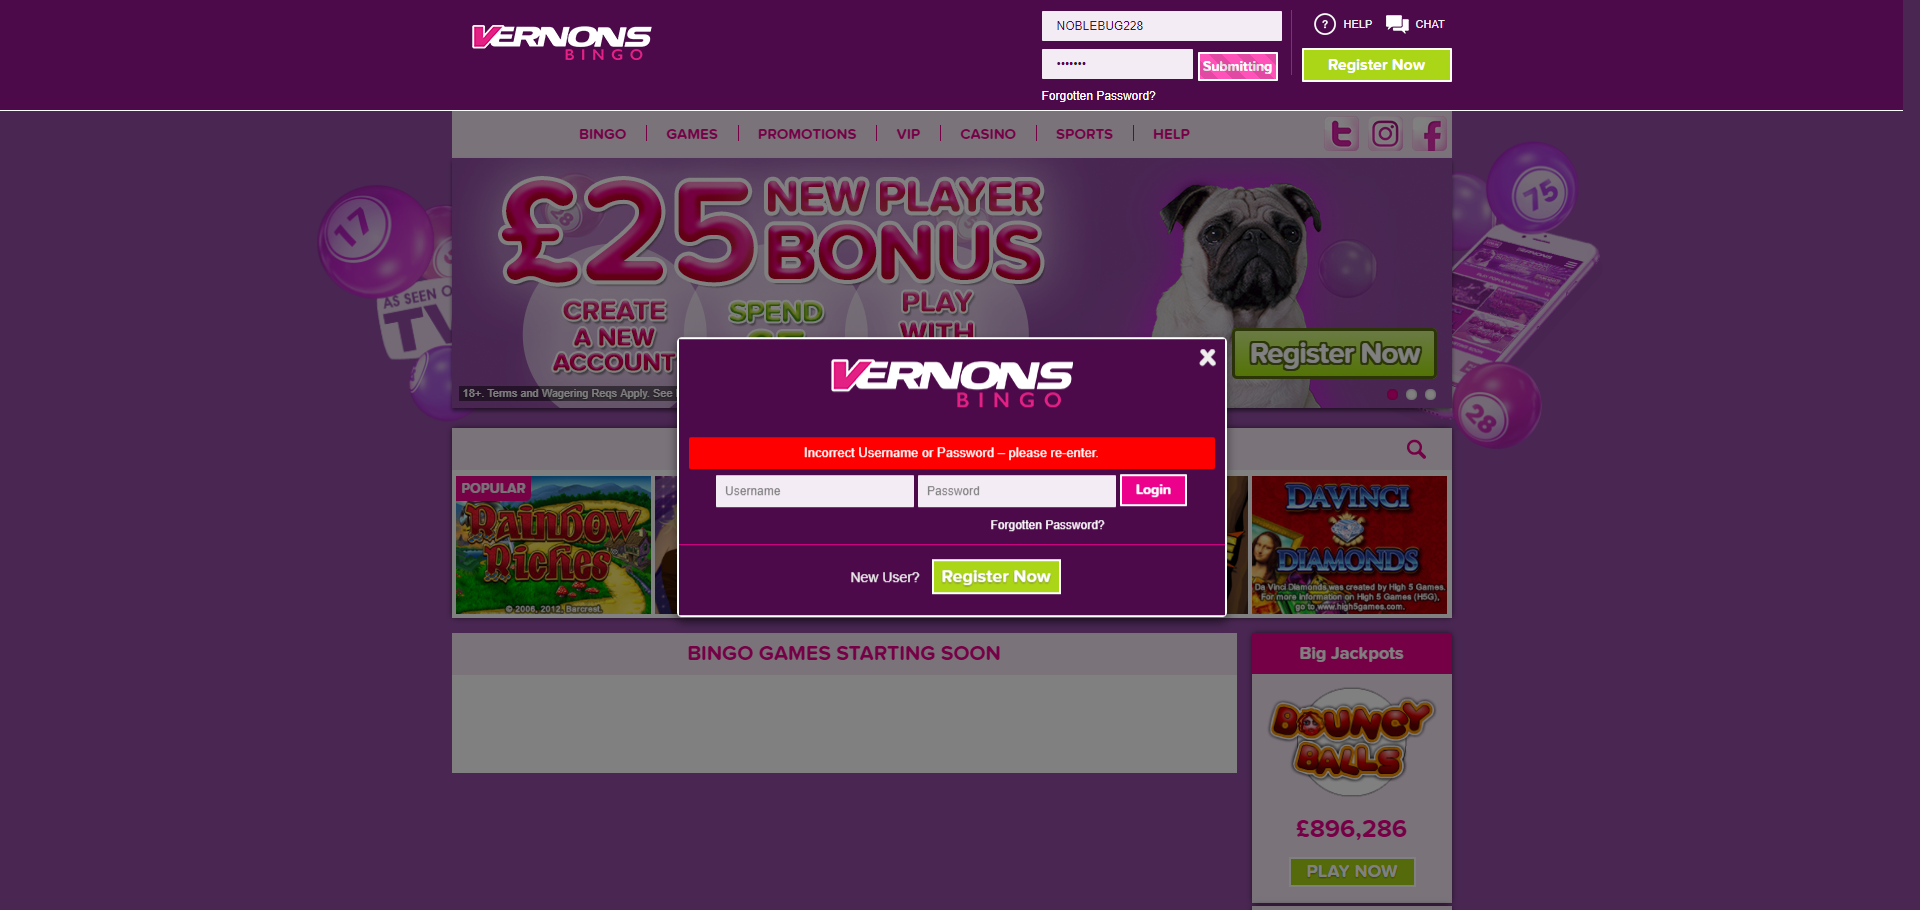 VERNONS
BINGO
NOBLEBUG228
•••••••
Submitting
Forgotten Password?
? HELP
CHAT
Register Now
BINGO
GAMES
PROMOTIONS
VIP
CASINO
SPORTS
HELP
17
AS SEEN O
TV
28
£25
NEW PLAYER
BONUS
CREATE
A NEW
ACCOUNT
SPEND
PLAY
WITH
Register Now
18+. Terms and Wagering Reqs Apply. See
75
28
VERNONS
BINGO
Incorrect Username or Password – please re-enter.
Username
Password
Login
Forgotten Password?
New User?
Register Now
POPULAR
Rainbow
Riches
© 2006, 2012, Barcrest.
DAVINCI
DIAMONDS
Da Vinci Diamonds was created by High 5 Games.
For more information on High 5 Games (H5G),
go to www.high5games.com.
BINGO GAMES STARTING SOON
Big Jackpots
BOUNCY
BALLS
£896,286
PLAY NOW